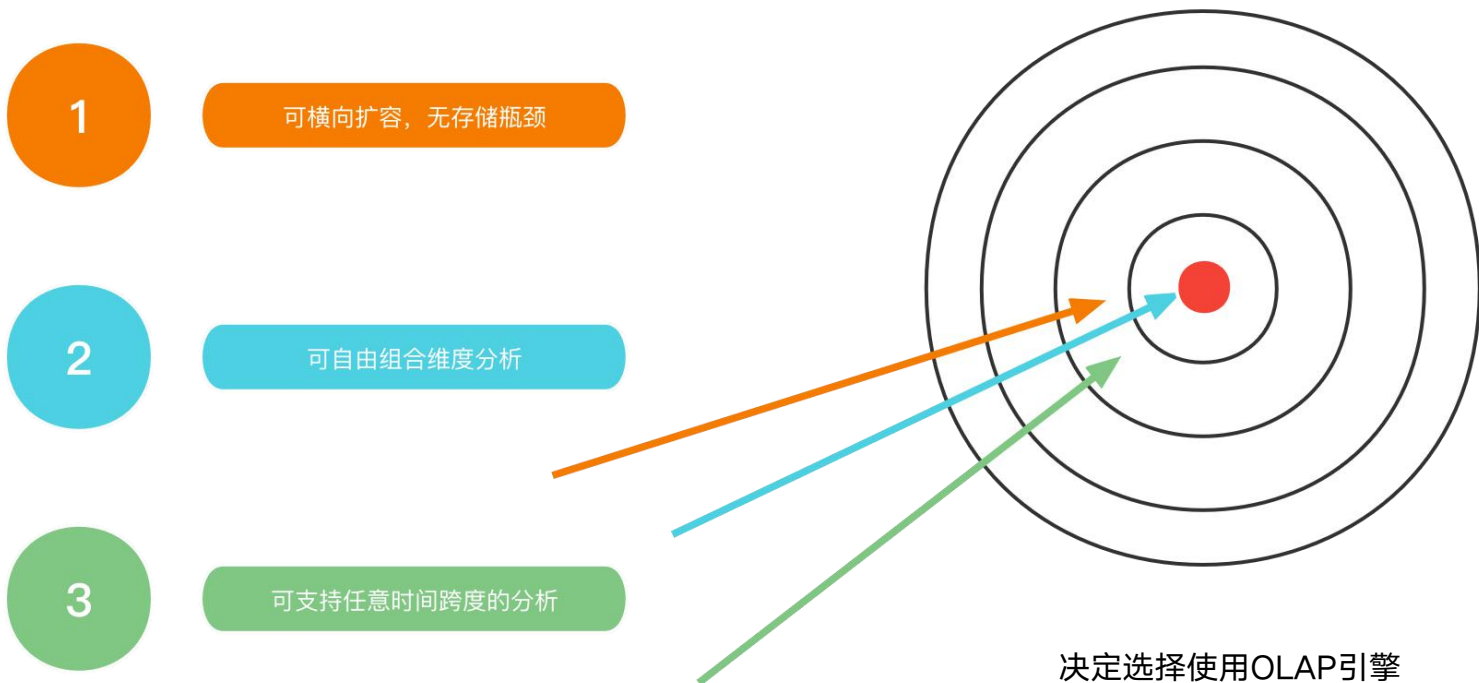 1
可横向扩容，无存储瓶颈
2
可自由组合维度分析
3
可支持任意时间跨度的分析
决定选择使用OLAP引擎